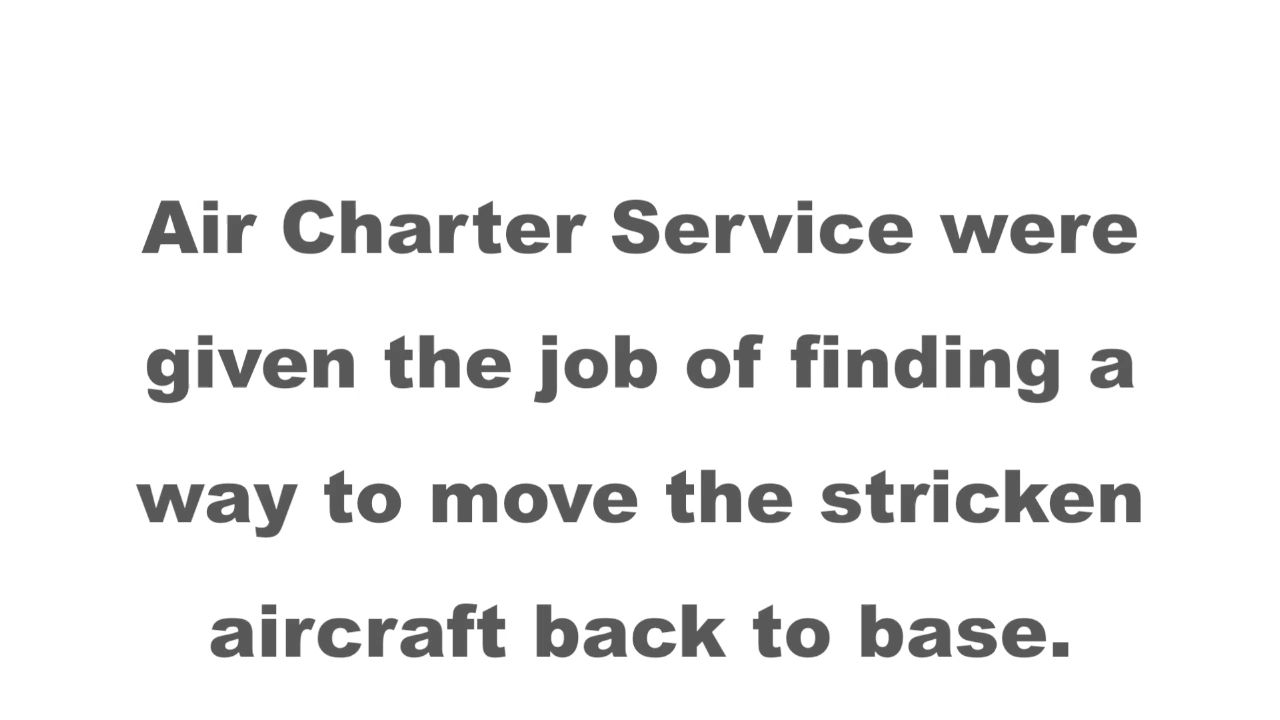 Air Charter Service were
given the job of finding a
way to move the stricken
aircraft back to base.